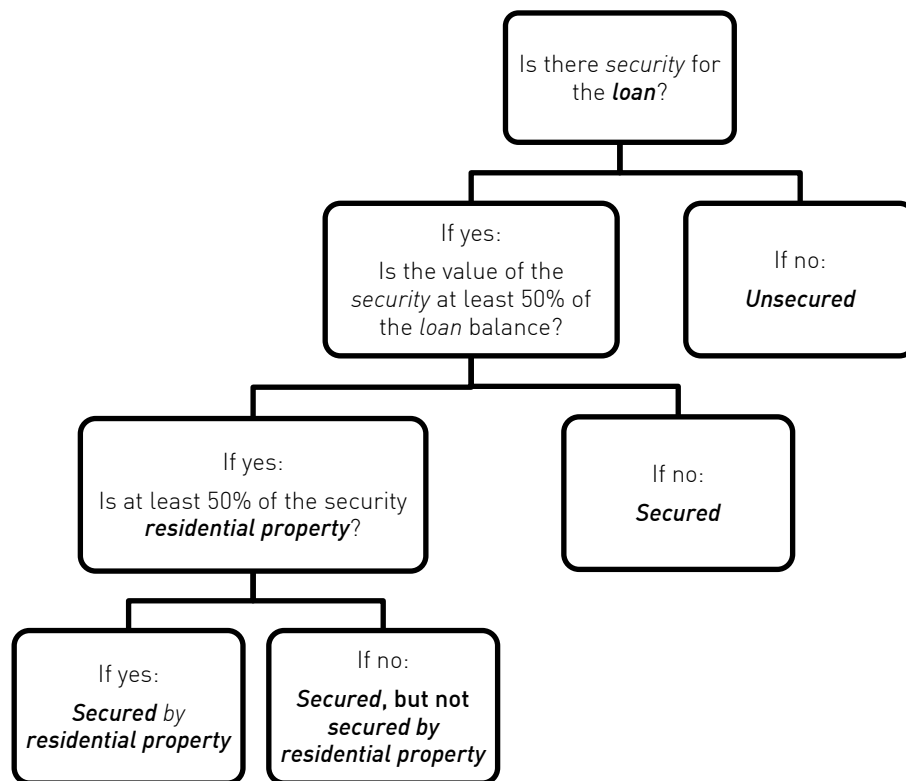 Is there security for
the loan?
If yes:
Is the value of the
security at least 50% of
the loan balance?
If no:
Unsecured
If yes:
Is at least 50% of the security
residential property?
If no:
Secured
If yes:
Secured by
residential property
If no:
Secured, but not
secured by
residential property